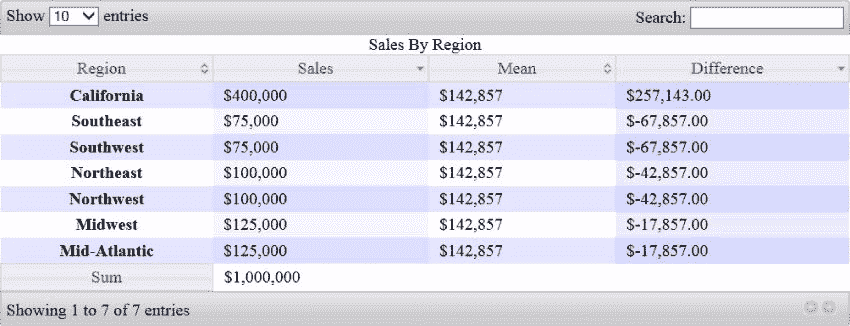 Show 10 entries Search:
Sales By Region
Region Sales Mean Difference
California $400,000 $142,857 $257,143.00
Southeast $75,000 $142,857 $-67,857.00
Southwest $75,000 $142,857 $-67,857.00
Northeast $100,000 $142,857 $-42,857.00
Northwest $100,000 $142,857 $-42,857.00
Midwest $125,000 $142,857 $-17,857.00
Mid-Atlantic $125,000 $142,857 $-17,857.00
Sum $1,000,000
Showing 1 to 7 of 7 entries